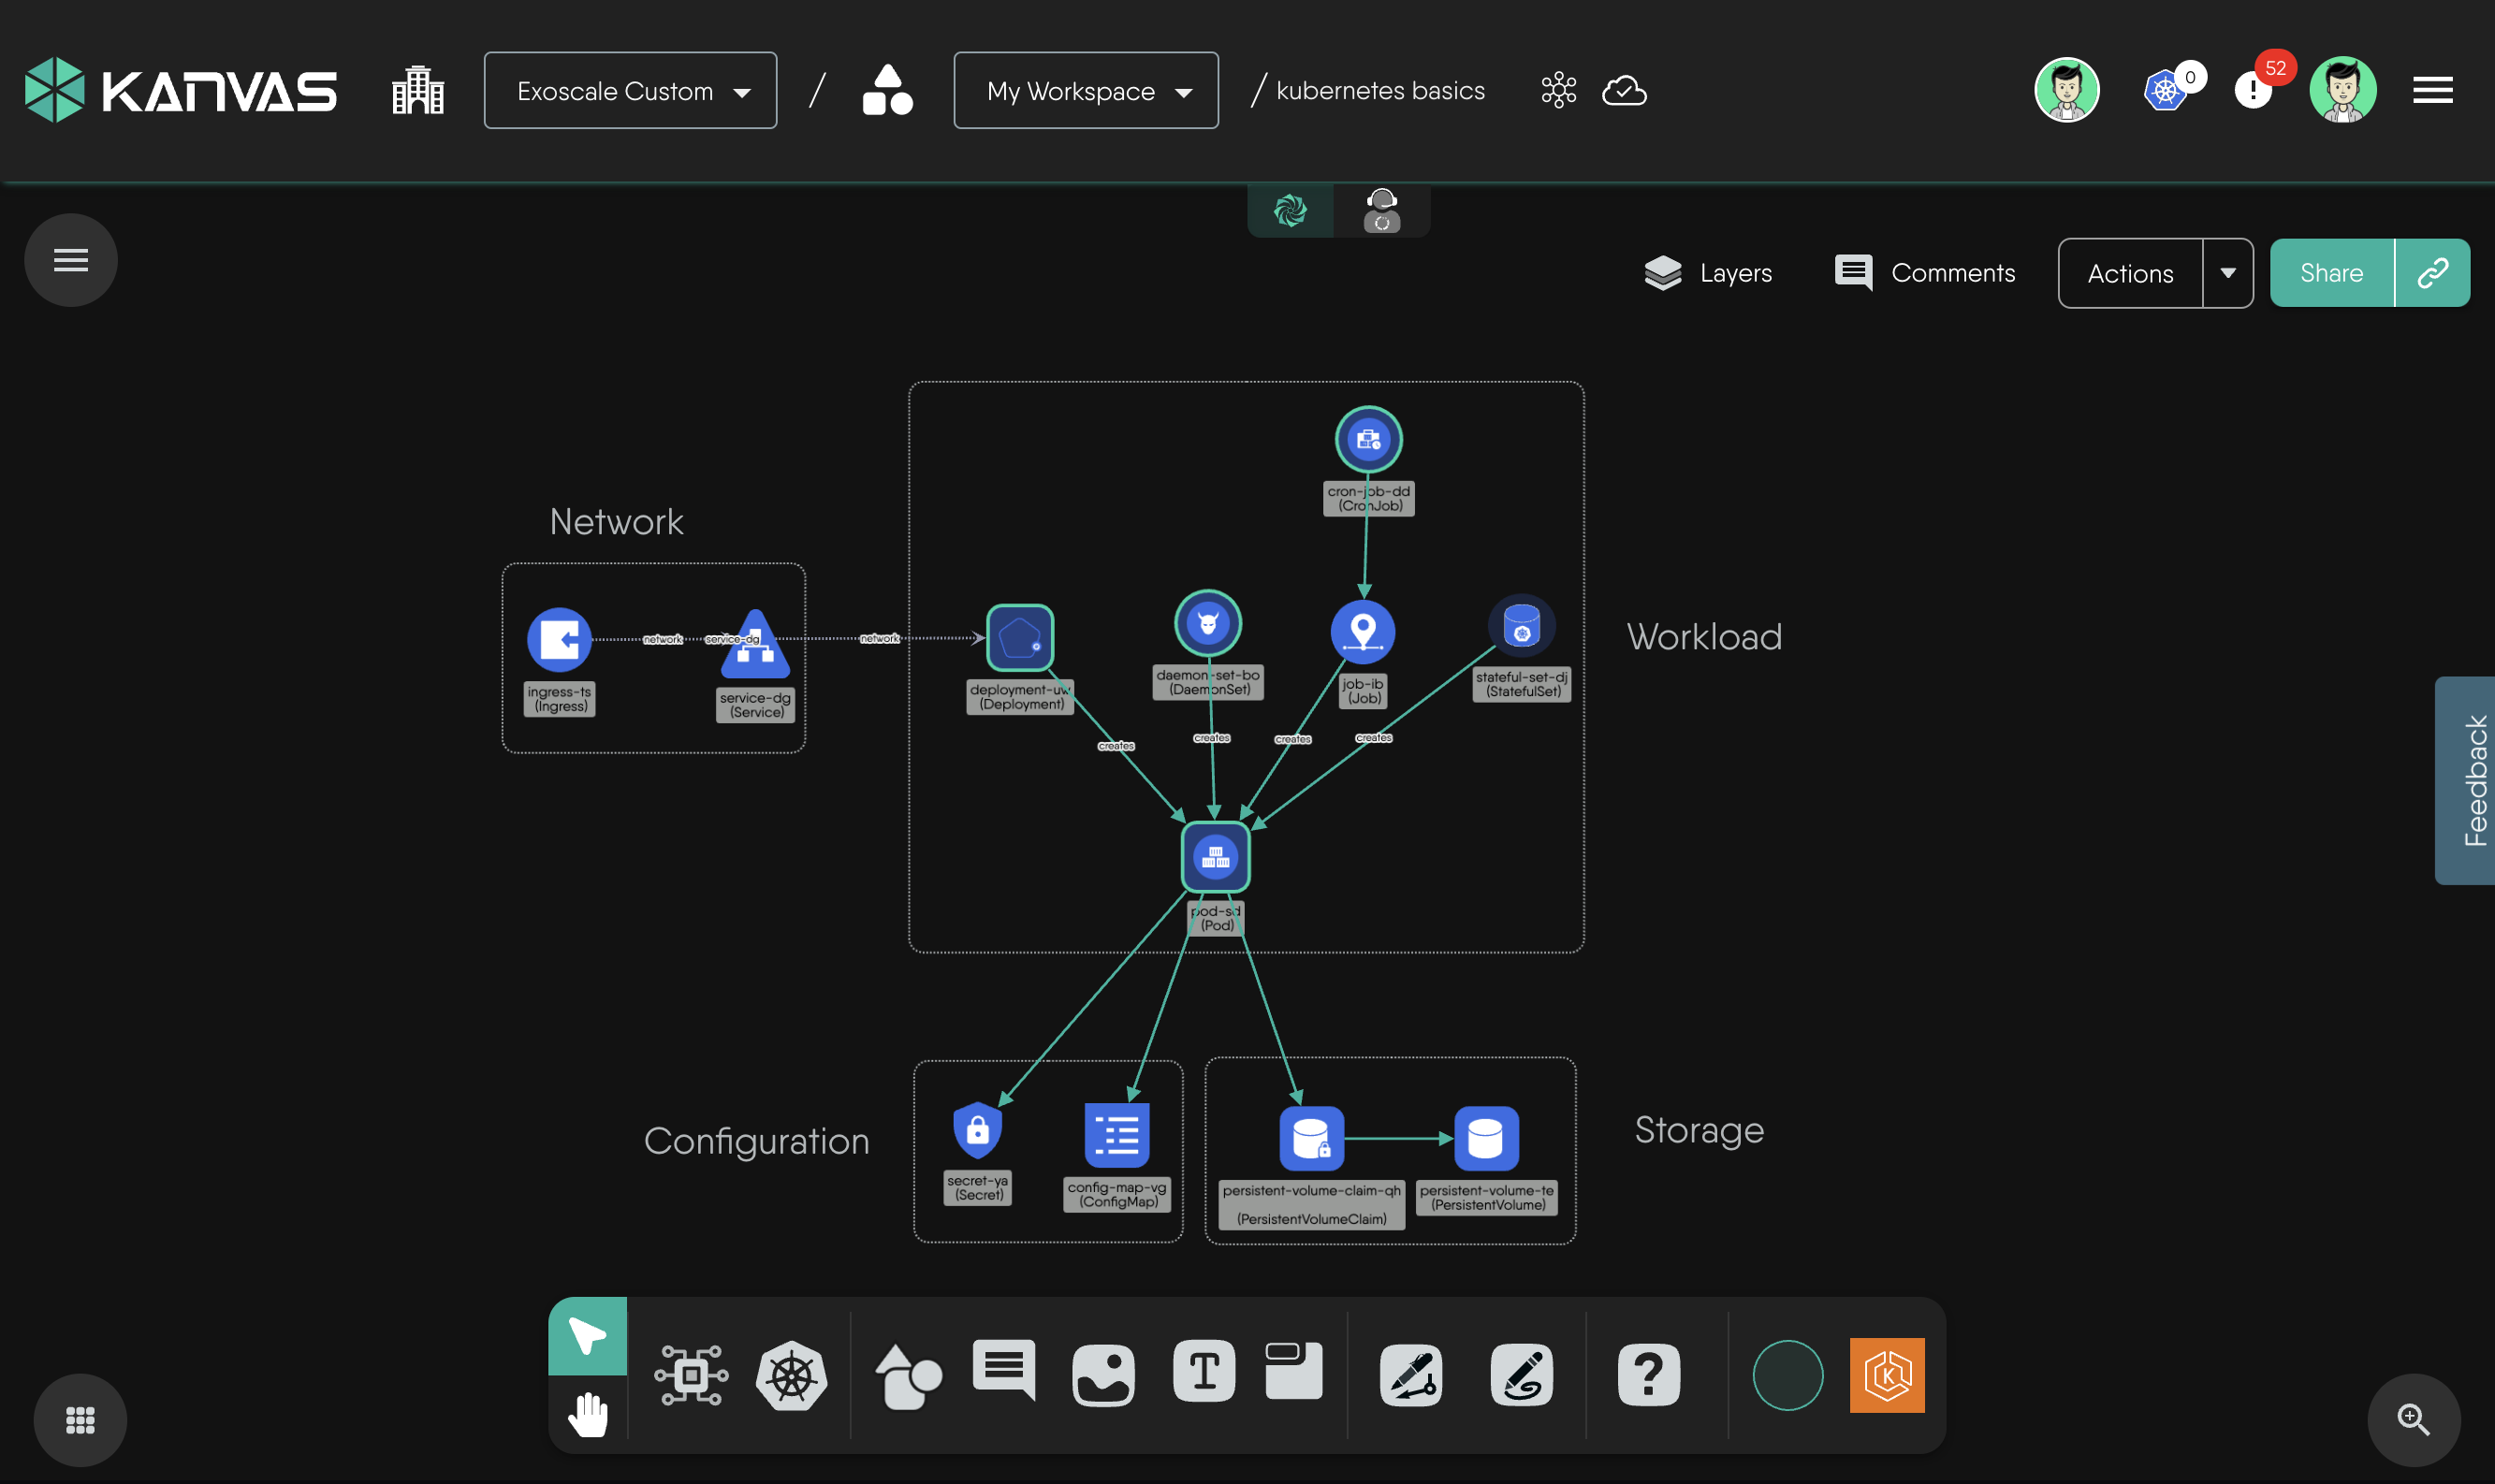 KANVAS
Exoscale Custom
/
My Workspace
/ kubernetes basics
0
52
Layers
Comments
Actions
Share
cron-job-dd
(CronJob)
Network
Workload
network
service-dg
network
ingress-ts
(Ingress)
service-dg
(Service)
deployment-uw
(Deployment)
daemon-set-bo
(DaemonSet)
job-ib
(Job)
stateful-set-dj
(StatefulSet)
creates
creates
creates
creates
Feedback
pod-sd
(Pod)
Configuration
Storage
secret-ya
(Secret)
config-map-vg
(ConfigMap)
persistent-volume-claim-qh
(PersistentVolumeClaim)
persistent-volume-te
(PersistentVolume)
T
?
K